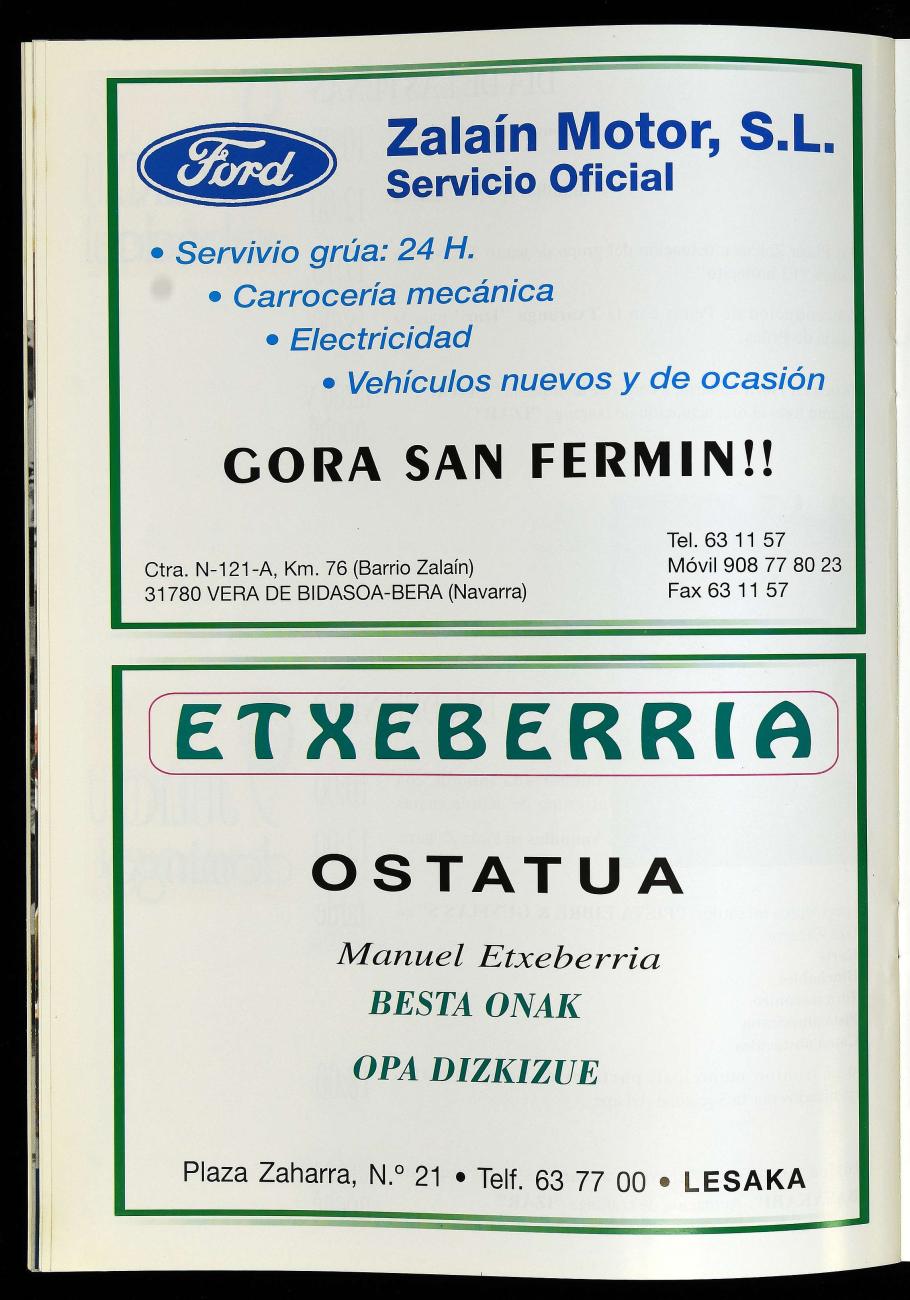 Ford
Zalaín Motor, S.L.
Servicio Oficial
• Servivio grúa: 24 H.
• Carrocería mecánica
• Electricidad
• Vehículos nuevos y de ocasión
GORA SAN FERMIN!!
Ctra. N-121-A, Km. 76 (Barrio Zalaín)
31780 VERA DE BIDASOA-BERA (Navarra)
Tel. 63 11 57
Móvil 908 77 80 23
Fax 63 11 57
ETXEBERRIA
OSTATUA
Manuel Etxeberria
BESTA ONAK
OPA DIZKIZUE
Plaza Zaharra, N.º 21 • Telf. 63 77 00 • LESAKA